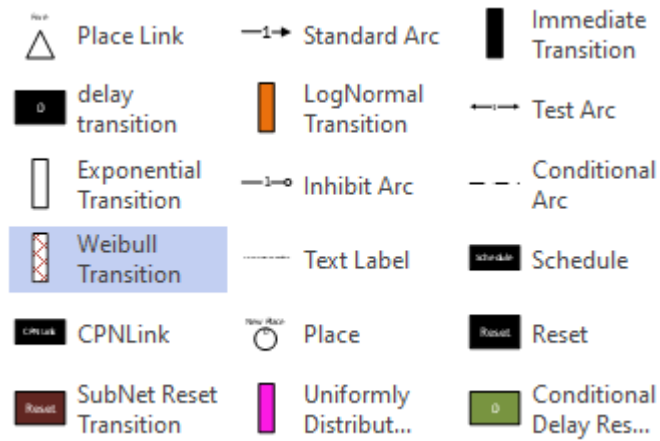 Place Link
1
Standard Arc
Immediate
Transition
0
delay
transition
LogNormal
Transition
Test Arc
Exponential
Transition
1
Inhibit Arc
Conditional
Arc
Weibull
Transition
Text Label
Schedule
Schedule
CPNLink
CPNLink
New Place
Place
Reset
Reset
Reset
SubNet Reset
Transition
Uniformly
Distribut...
0
Conditional
Delay Res...